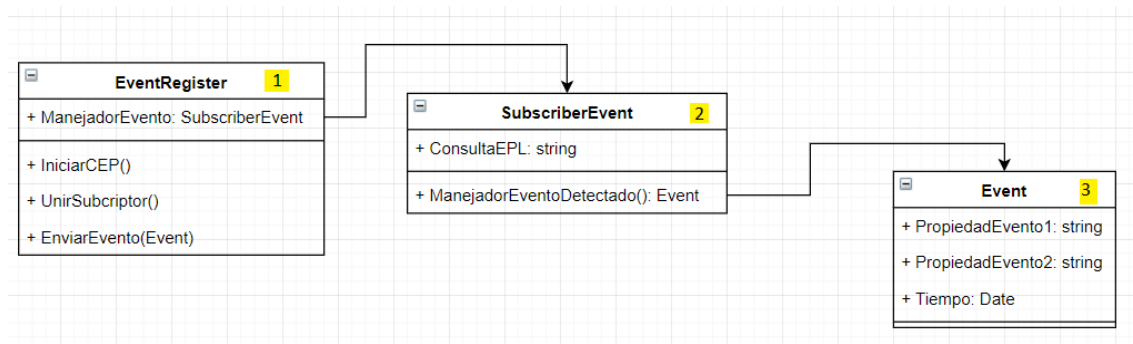 EventRegister 1
+ ManejadorEvento: SubscriberEvent
+ IniciarCEP()
+ UnirSubcriptor()
+ EnviarEvento(Event)
SubscriberEvent 2
+ ConsultaEPL: string
+ ManejadorEventoDetectado(): Event
Event 3
+ PropiedadEvento1: string
+ PropiedadEvento2: string
+ Tiempo: Date